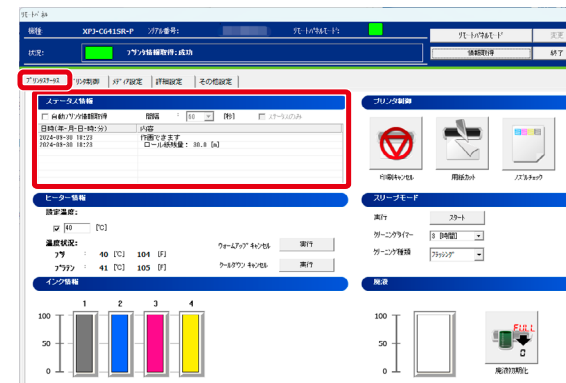 リモートパネル
機種 XPJ-C641SR-P シリアル番号: リモートパネルモード: リモートパネルモード 変更
状況: プリンタ情報取得:成功 情報取得 終了
プリンタステータス プリンタ制御 メディア設定 詳細設定 その他設定
ステータス情報
自動プリンタ情報取得 間隔 : 10 [秒] ステータスのみ
日時(年-月-日-時:分) 内容
2024-09-30 18:23 作画できます
2024-09-30 18:23 ロール紙残量: 30.0 [m]
プリンタ制御
印刷キャンセル 用紙カット ノズルチェック
ヒーター情報
設定温度:
40 [℃]
温度状況:
プリ : 40 [℃] 104 [F]
プラテン : 41 [℃] 105 [F]
ウォームアップ キャンセル 実行
クールダウン キャンセル 実行
スリープモード
実行 スタート
クリーニングタイマー 8 [時間]
クリーニング種類 フラッシング
インク情報
1 2 3 4
100
50
0
廃液
100
50
0
FULL
0
廃液初期化